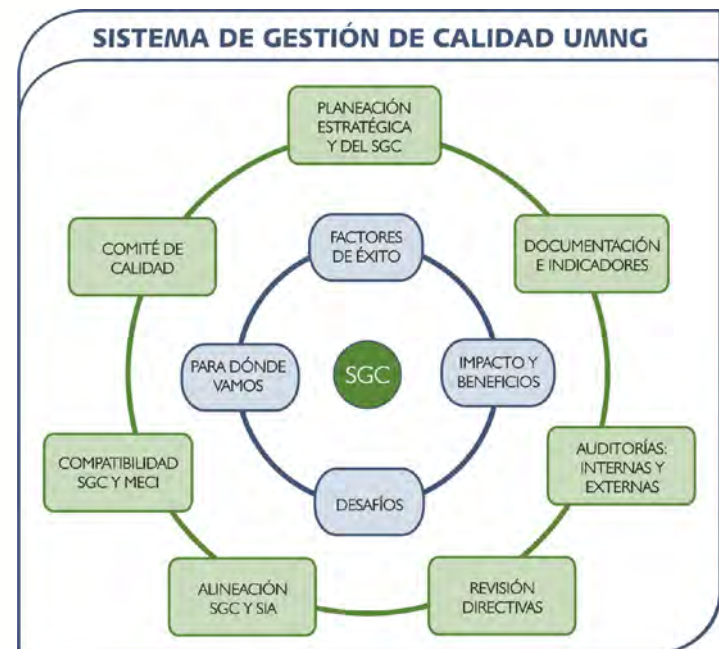 SISTEMA DE GESTIÓN DE CALIDAD UMNG
PLANEACIÓN
ESTRATÉGICA
Y DEL SGC
COMITÉ DE
CALIDAD
FACTORES
DE ÉXITO
DOCUMENTACIÓN
E INDICADORES
PARA DÓNDE
VAMOS
SGC
IMPACTO Y
BENEFICIOS
COMPATIBILIDAD
SGC Y MECI
DESAFÍOS
AUDITORÍAS:
INTERNAS Y
EXTERNAS
ALINEACIÓN
SGC Y SIA
REVISIÓN
DIRECTIVAS